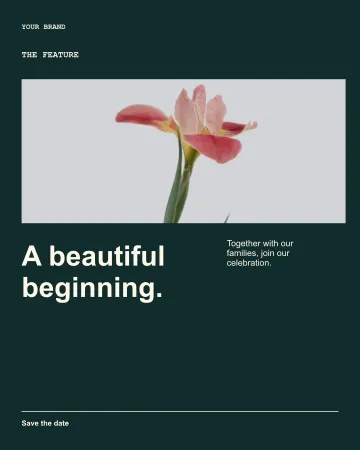 YOUR BRAND
THE FEATURE
A beautiful
beginning.
Together with our
families, join our
celebration.
Save the date